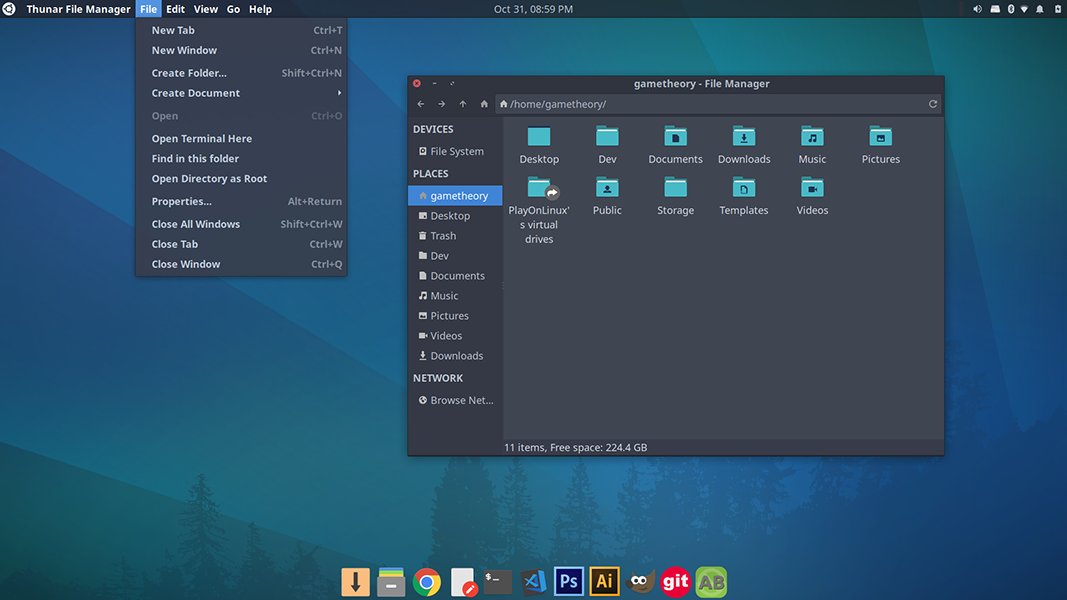 Thunar File Manager File Edit View Go Help Oct 31, 08:59 PM
New Tab Ctrl+T
New Window Ctrl+N
Create Folder... Shift+Ctrl+N
Create Document
Open Ctrl+O
Open Terminal Here
Find in this folder
Open Directory as Root
Properties... Alt+Return
Close All Windows Shift+Ctrl+W
Close Tab Ctrl+W
Close Window Ctrl+Q
gametheory - File Manager
/home/gametheory/
DEVICES
File System
PLACES
gametheory
Desktop
Trash
Dev
Documents
Music
Pictures
Videos
Downloads
NETWORK
Browse Net...
Desktop Dev Documents Downloads Music Pictures
PlayOnLinux' Public Storage Templates Videos
s virtual
drives
11 items, Free space: 224.4 GB
$- Ps Ai git AB